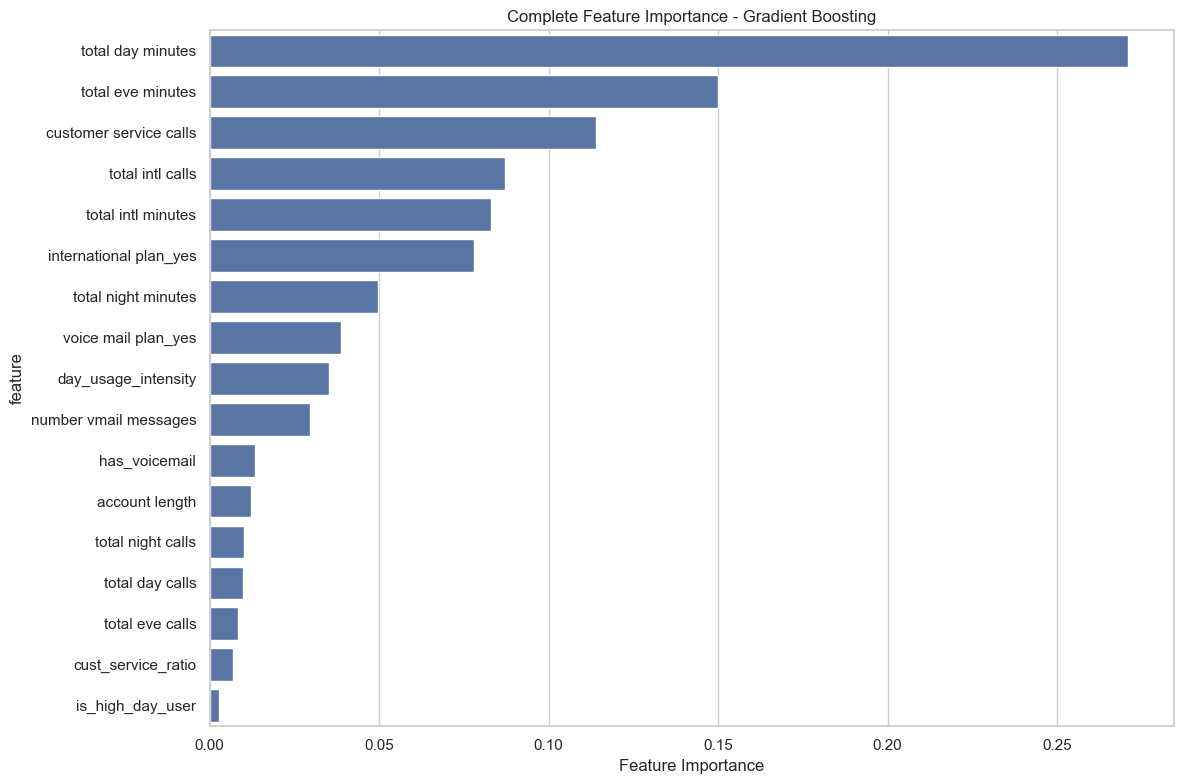 Complete Feature Importance - Gradient Boosting
total day minutes
total eve minutes
customer service calls
total intl calls
total intl minutes
international plan_yes
total night minutes
voice mail plan_yes
day_usage_intensity
number vmail messages
has_voicemail
account length
total night calls
total day calls
total eve calls
cust_service_ratio
is_high_day_user
feature
0.00 0.05 0.10 0.15 0.20 0.25
Feature Importance